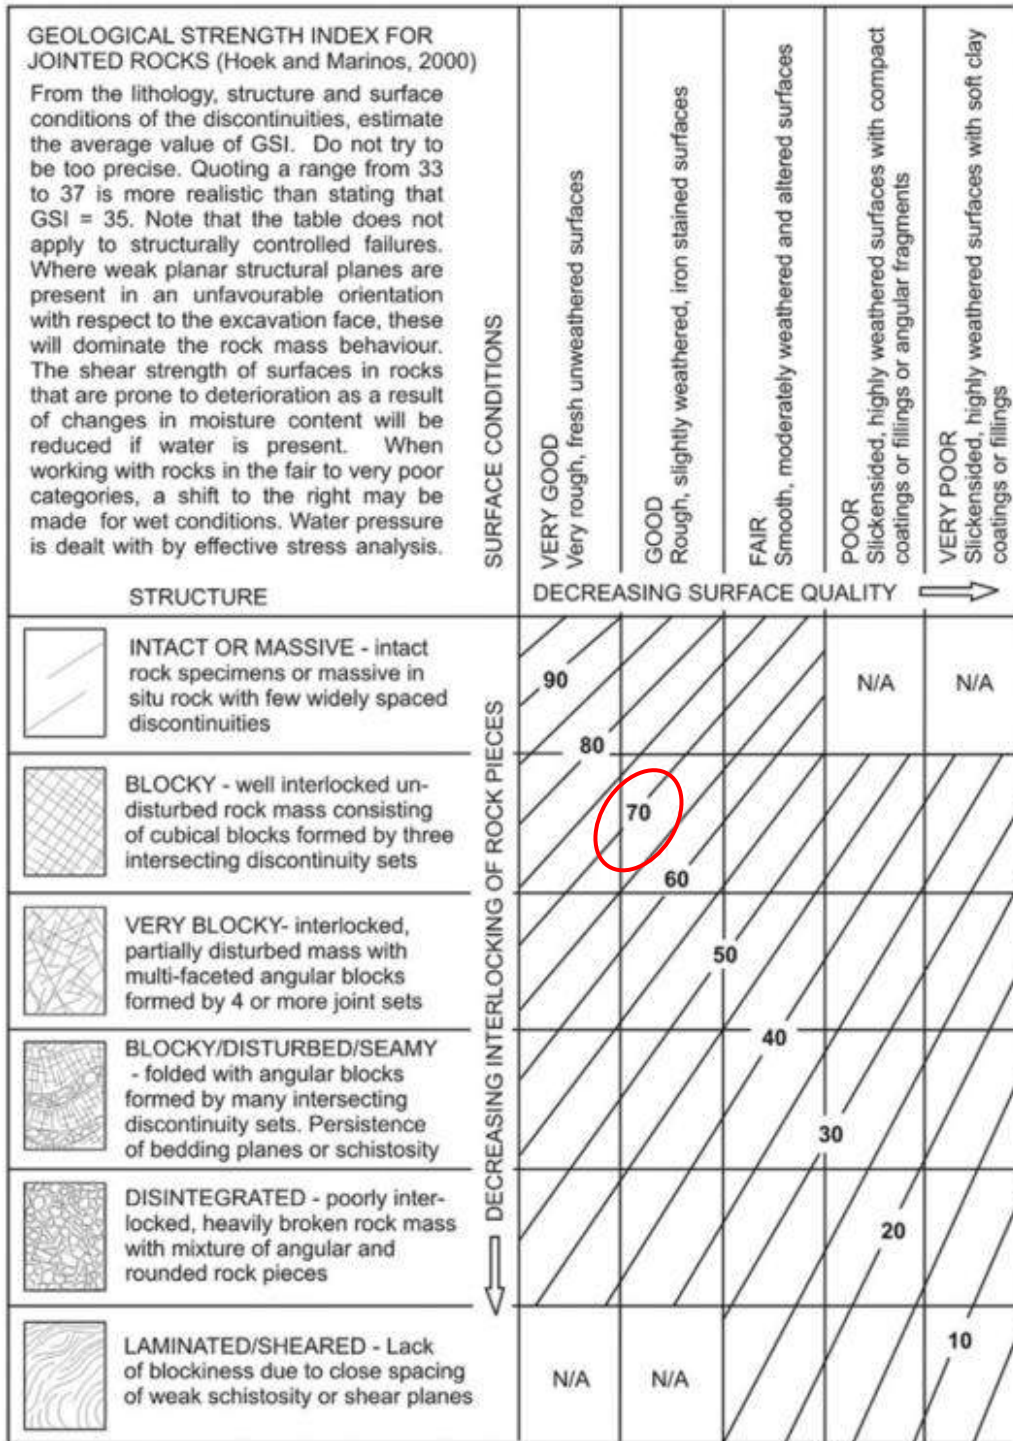 GEOLOGICAL STRENGTH INDEX FOR
JOINTED ROCKS (Hoek and Marinos, 2000)
From the lithology, structure and surface
conditions of the discontinuities, estimate
the average value of GSI. Do not try to
be too precise. Quoting a range from 33
to 37 is more realistic than stating that
GSI = 35. Note that the table does not
apply to structurally controlled failures.
Where weak planar structural planes are
present in an unfavourable orientation
with respect to the excavation face, these
will dominate the rock mass behaviour.
The shear strength of surfaces in rocks
that are prone to deterioration as a result
of changes in moisture content will be
reduced if water is present. When
working with rocks in the fair to very poor
categories, a shift to the right may be
made for wet conditions. Water pressure
is dealt with by effective stress analysis.
STRUCTURE
SURFACE CONDITIONS
VERY GOOD
Very rough, fresh unweathered surfaces
GOOD
Rough, slightly weathered, iron stained surfaces
FAIR
Smooth, moderately weathered and altered surfaces
POOR
Slickensided, highly weathered surfaces with compact
coatings or fillings or angular fragments
VERY POOR
Slickensided, highly weathered surfaces with soft clay
coatings or fillings
DECREASING SURFACE QUALITY
DECREASING INTERLOCKING OF ROCK PIECES
INTACT OR MASSIVE - intact
rock specimens or massive in
situ rock with few widely spaced
discontinuities
90
N/A
N/A
80
BLOCKY - well interlocked un-
disturbed rock mass consisting
of cubical blocks formed by three
intersecting discontinuity sets
70
60
VERY BLOCKY- interlocked,
partially disturbed mass with
multi-faceted angular blocks
formed by 4 or more joint sets
50
40
BLOCKY/DISTURBED/SEAMY
- folded with angular blocks
formed by many intersecting
discontinuity sets. Persistence
of bedding planes or schistosity
30
DISINTEGRATED - poorly inter-
locked, heavily broken rock mass
with mixture of angular and
rounded rock pieces
20
LAMINATED/SHEARED - Lack
of blockiness due to close spacing
of weak schistosity or shear planes
N/A
N/A
10